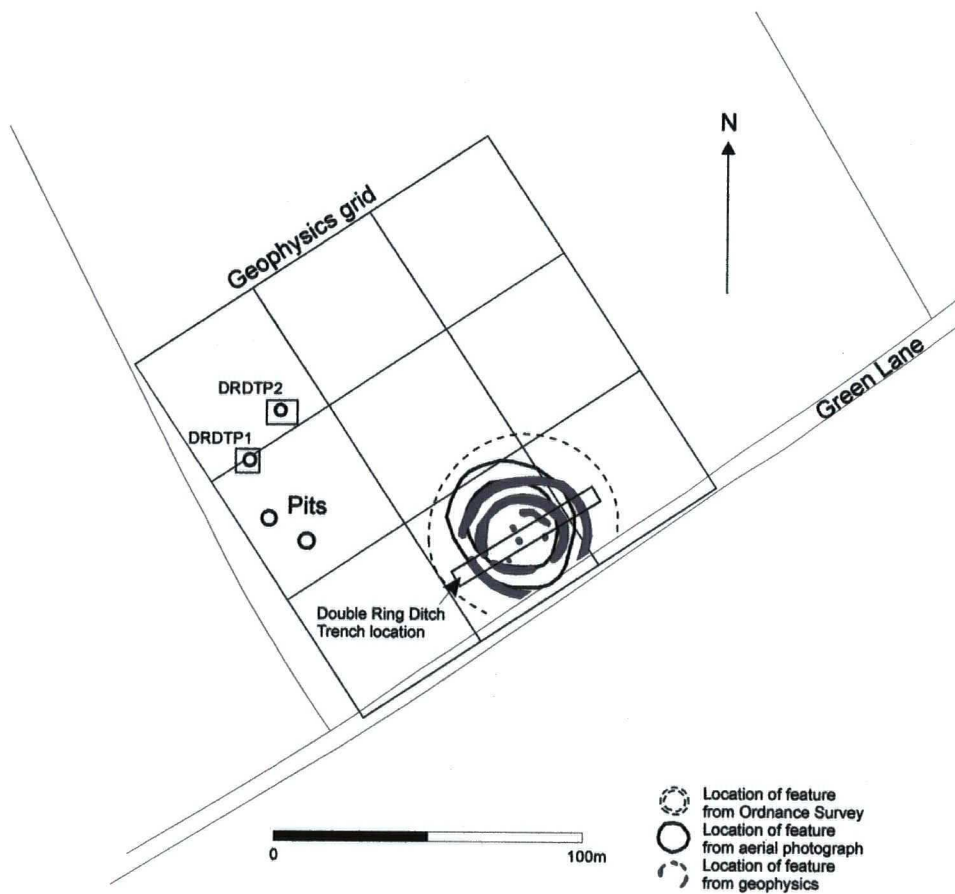 N
Geophysics grid
Green Lane
DRDTP2
DRDTP1
Pits
Double Ring Ditch
Trench location
Location of feature
from Ordnance Survey
Location of feature
from aerial photograph
Location of feature
from geophysics
0
100m